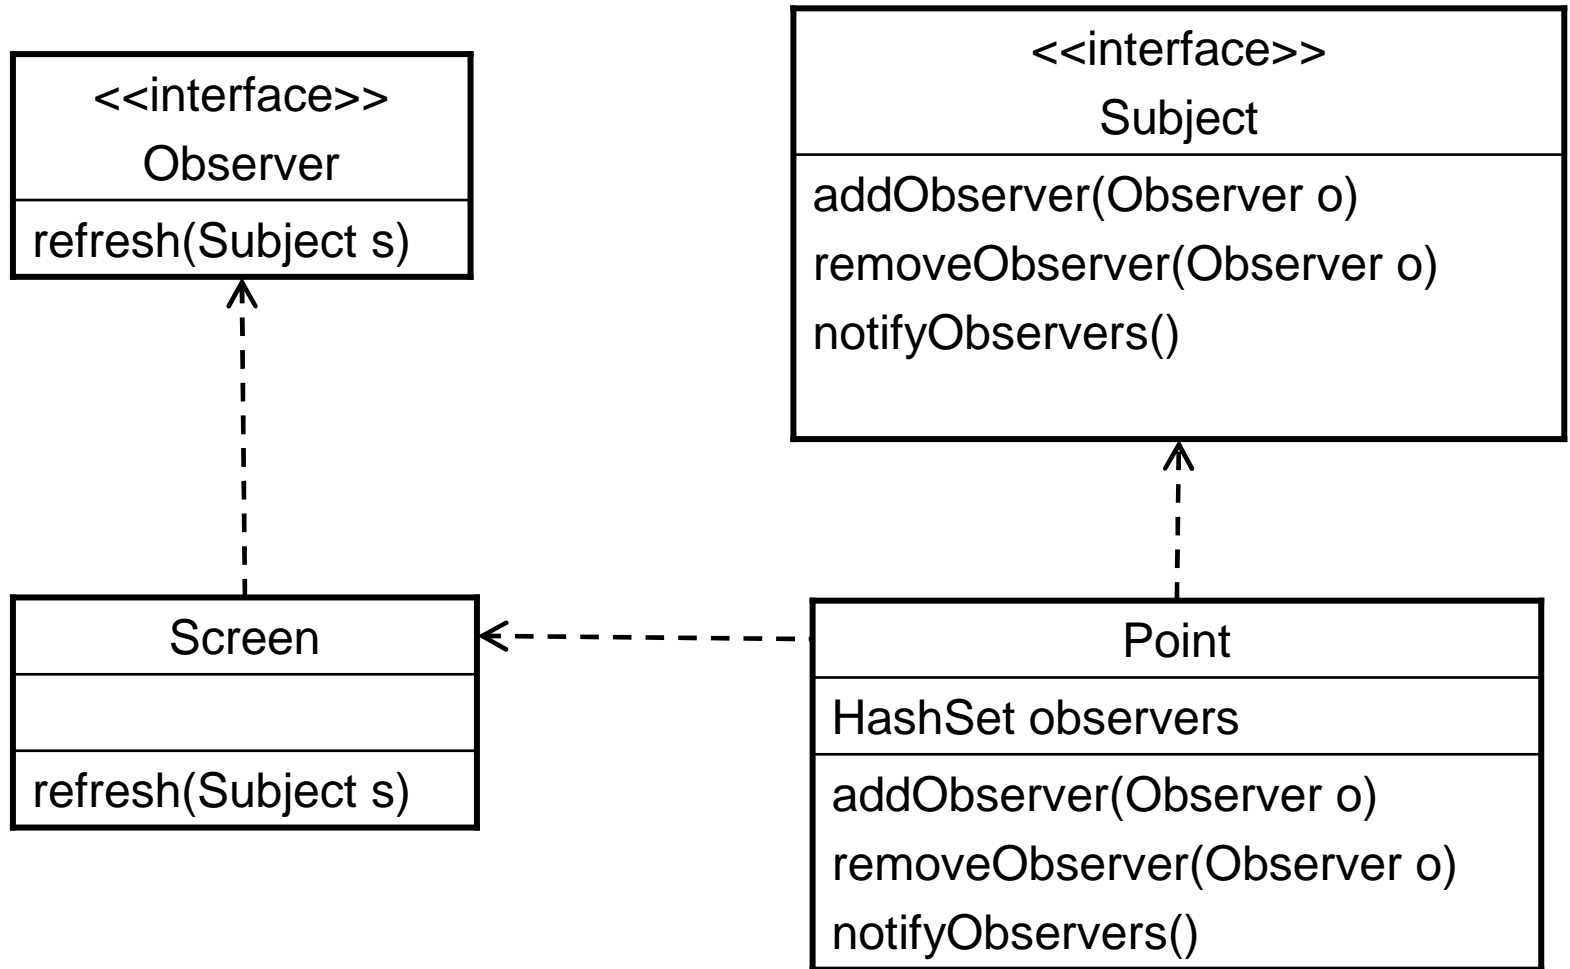 <<interface>>
Observer
refresh(Subject s)
<<interface>>
Subject
addObserver(Observer o)
removeObserver(Observer o)
notifyObservers()
Screen
refresh(Subject s)
Point
HashSet observers
addObserver(Observer o)
removeObserver(Observer o)
notifyObservers()